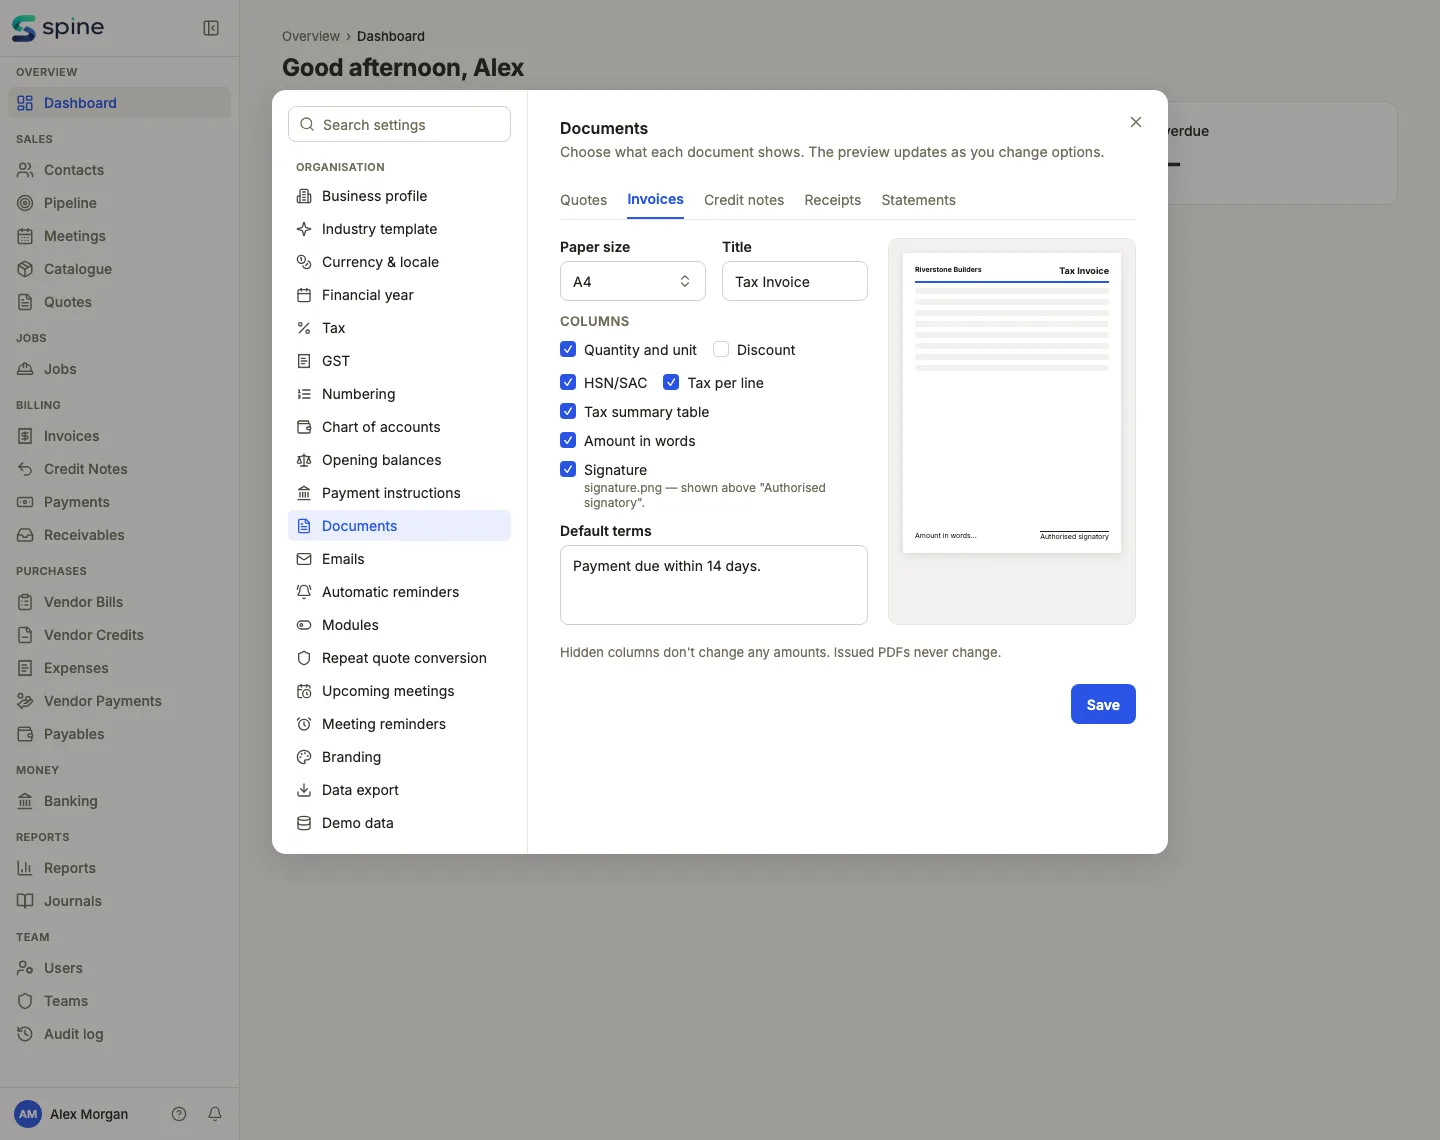 spine
OVERVIEW
Dashboard
SALES
Contacts
Pipeline
Meetings
Catalogue
Quotes
JOBS
Jobs
BILLING
Invoices
Credit Notes
Payments
Receivables
PURCHASES
Vendor Bills
Vendor Credits
Expenses
Vendor Payments
Payables
MONEY
Banking
REPORTS
Reports
Journals
TEAM
Users
Teams
Audit log
AM Alex Morgan
Overview › Dashboard
Good afternoon, Alex
verdue
Search settings
ORGANISATION
Business profile
Industry template
Currency & locale
Financial year
Tax
GST
Numbering
Chart of accounts
Opening balances
Payment instructions
Documents
Emails
Automatic reminders
Modules
Repeat quote conversion
Upcoming meetings
Meeting reminders
Branding
Data export
Demo data
Documents
Choose what each document shows. The preview updates as you change options.
Quotes Invoices Credit notes Receipts Statements
Paper size Title
A4 Tax Invoice
COLUMNS
Quantity and unit Discount
HSN/SAC Tax per line
Tax summary table
Amount in words
Signature
signature.png — shown above "Authorised
signatory".
Default terms
Payment due within 14 days.
Riverstone Builders Tax Invoice
Amount in words... Authorised signatory
Hidden columns don't change any amounts. Issued PDFs never change.
Save